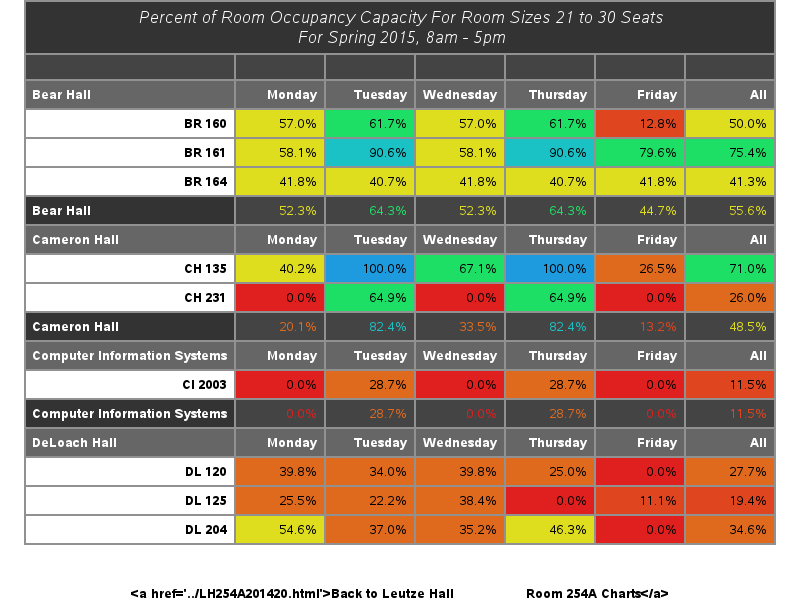 Percent of Room Occupancy Capacity For Room Sizes 21 to 30 Seats
For Spring 2015, 8am - 5pm
Bear Hall Monday Tuesday Wednesday Thursday Friday All
BR 160 57.0% 61.7% 57.0% 61.7% 12.8% 50.0%
BR 161 58.1% 90.6% 58.1% 90.6% 79.6% 75.4%
BR 164 41.8% 40.7% 41.8% 40.7% 41.8% 41.3%
Bear Hall 52.3% 64.3% 52.3% 64.3% 44.7% 55.6%
Cameron Hall Monday Tuesday Wednesday Thursday Friday All
CH 135 40.2% 100.0% 67.1% 100.0% 26.5% 71.0%
CH 231 0.0% 64.9% 0.0% 64.9% 0.0% 26.0%
Cameron Hall 20.1% 82.4% 33.5% 82.4% 13.2% 48.5%
Computer Information Systems Monday Tuesday Wednesday Thursday Friday All
CI 2003 0.0% 28.7% 0.0% 28.7% 0.0% 11.5%
Computer Information Systems 0.0% 28.7% 0.0% 28.7% 0.0% 11.5%
DeLoach Hall Monday Tuesday Wednesday Thursday Friday All
DL 120 39.8% 34.0% 39.8% 25.0% 0.0% 27.7%
DL 125 25.5% 22.2% 38.4% 0.0% 11.1% 19.4%
DL 204 54.6% 37.0% 35.2% 46.3% 0.0% 34.6%
<a href='../LH254A201420.html'>Back to Leutze Hall Room 254A Charts</a>